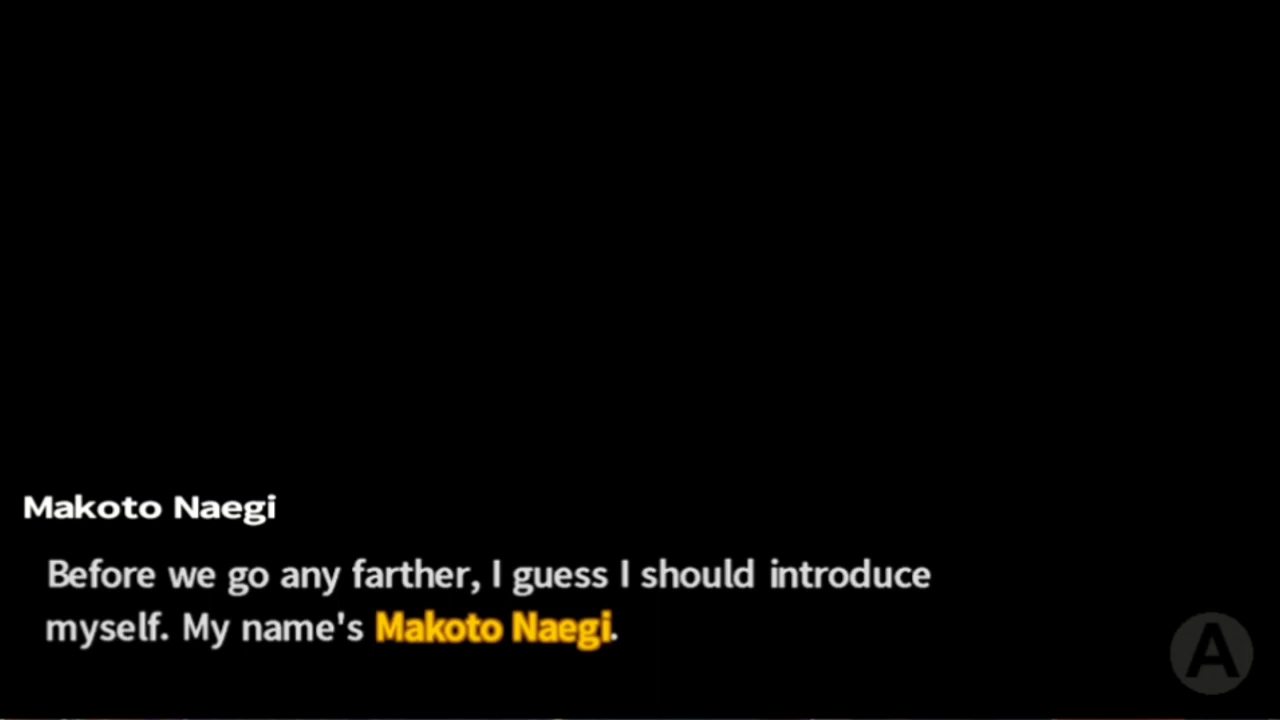 Makoto Naegi
Before we go any farther, I guess I should introduce
myself. My name's Makoto Naegi.
A